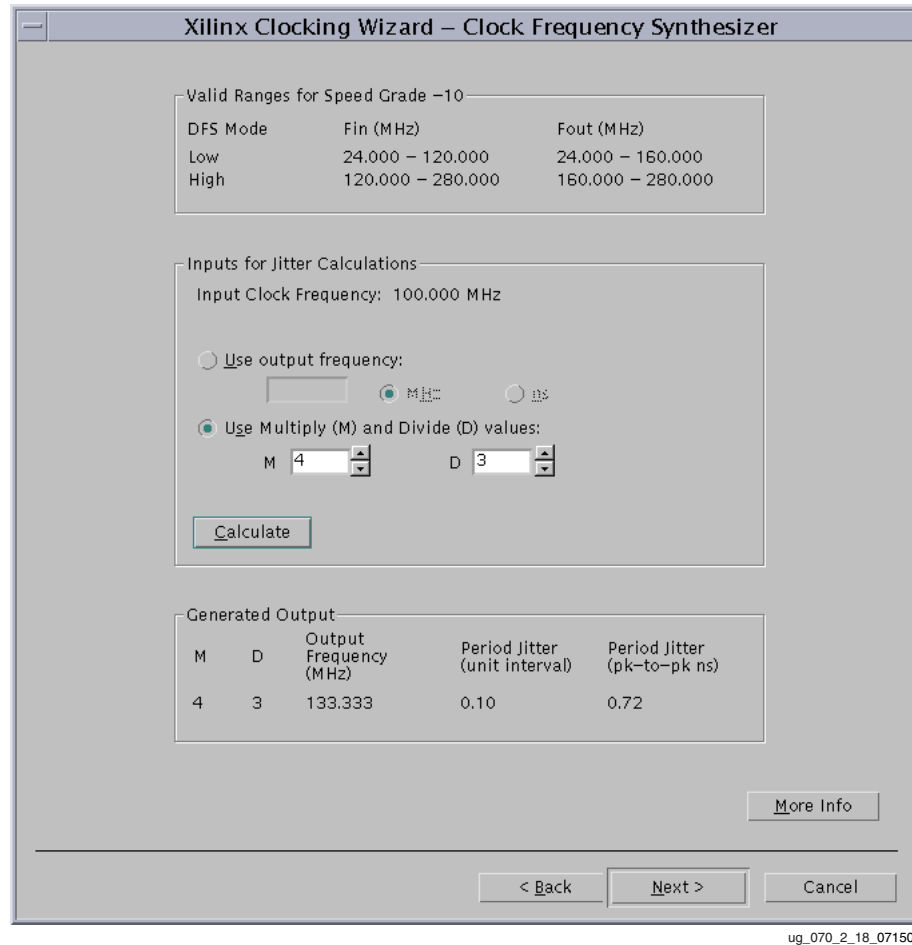 Xilinx Clocking Wizard – Clock Frequency Synthesizer
Valid Ranges for Speed Grade –10
DFS Mode Fin (MHz) Fout (MHz)
Low 24.000 – 120.000 24.000 – 160.000
High 120.000 – 280.000 160.000 – 280.000
Inputs for Jitter Calculations
Input Clock Frequency: 100.000 MHz
Use output frequency:
MHz ns
Use Multiply (M) and Divide (D) values:
M 4 D 3
Calculate
Generated Output
M D Output Frequency (MHz) Period Jitter (unit interval) Period Jitter (pk–to–pk ns)
4 3 133.333 0.10 0.72
More Info
< Back Next > Cancel
ug_070_2_18_07150